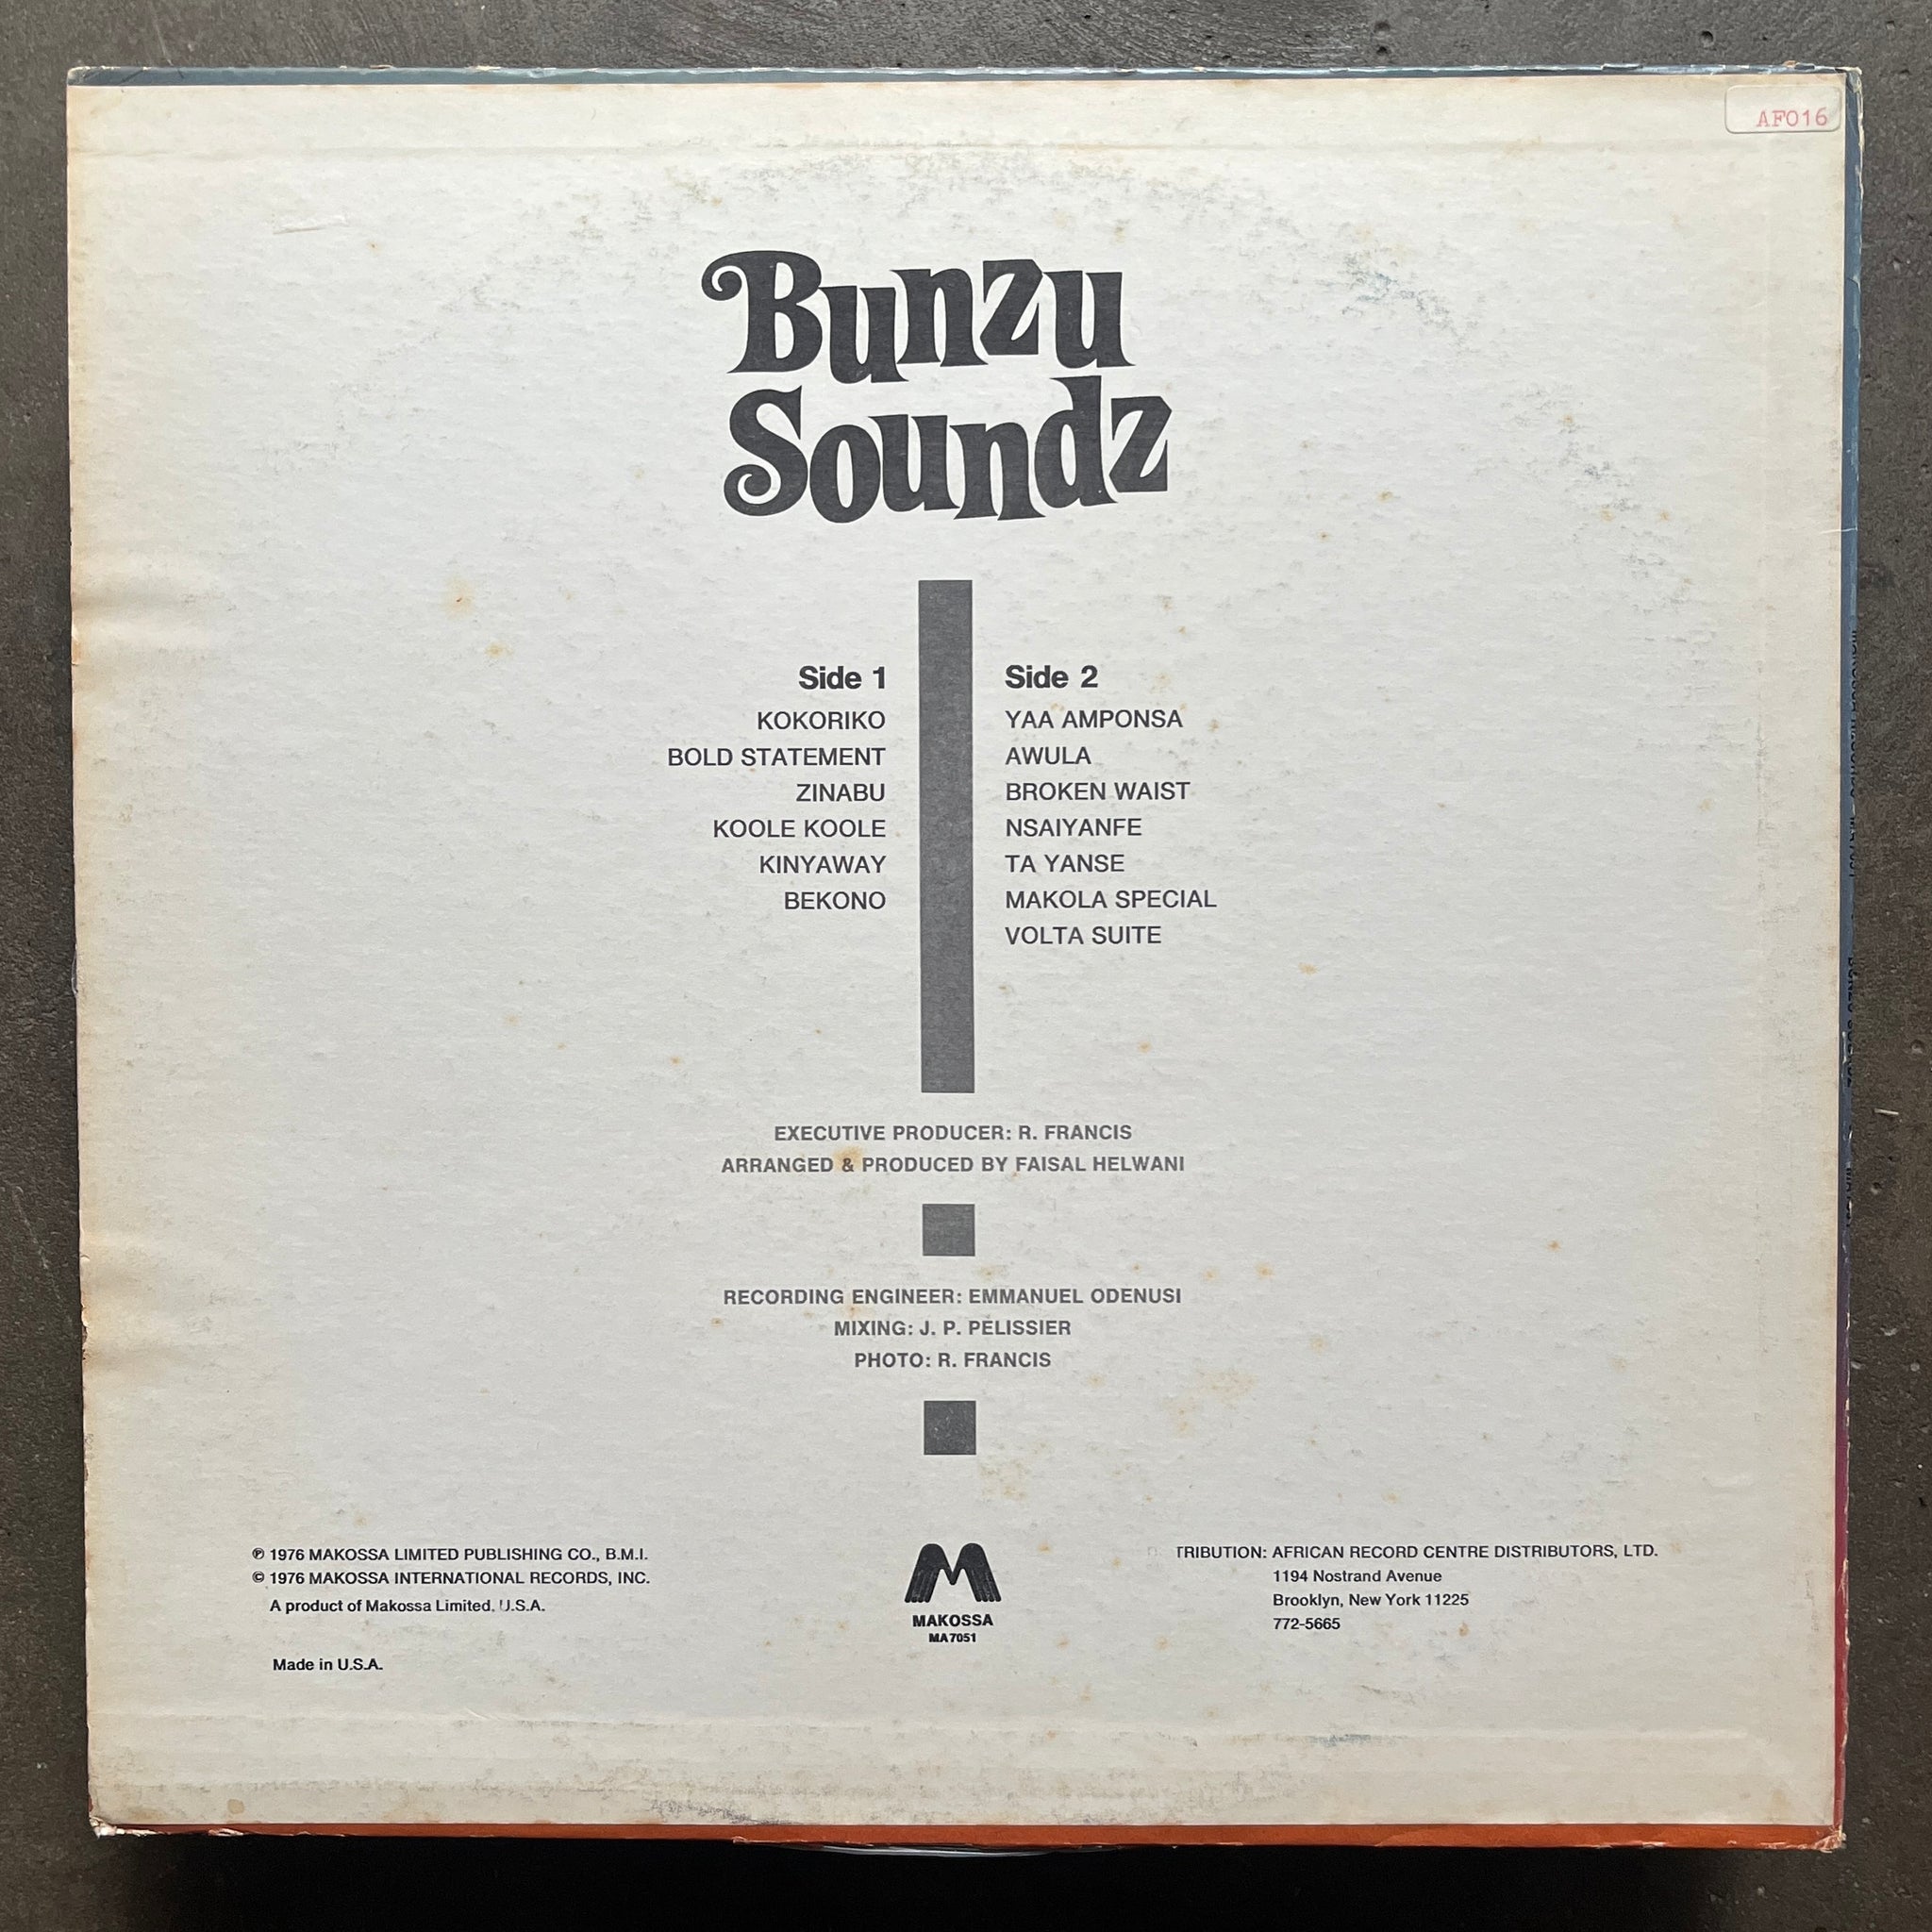 AF016
Bunzu
Soundz
Side 1
KOKORIKO
BOLD STATEMENT
ZINABU
KOOLE KOOLE
KINYAWAY
BEKONO
Side 2
YAA AMPONSA
AWULA
BROKEN WAIST
NSAIYANFE
TA YANSE
MAKOLA SPECIAL
VOLTA SUITE
EXECUTIVE PRODUCER: R. FRANCIS
ARRANGED & PRODUCED BY FAISAL HELWANI
RECORDING ENGINEER: EMMANUEL ODENUSI
MIXING: J. P. PELISSIER
PHOTO: R. FRANCIS
℗ 1976 MAKOSSA LIMITED PUBLISHING CO., B.M.I.
© 1976 MAKOSSA INTERNATIONAL RECORDS, INC.
A product of Makossa Limited, U.S.A.
Made in U.S.A.
MAKOSSA
MA7051
TRIBUTION: AFRICAN RECORD CENTRE DISTRIBUTORS, LTD.
1194 Nostrand Avenue
Brooklyn, New York 11225
772-5665